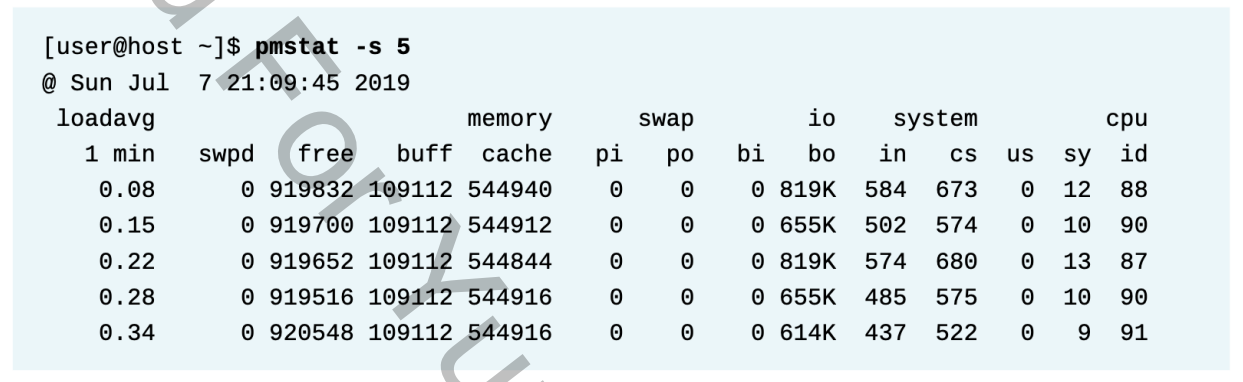 [user@host ~]$ pmstat -s 5
@ Sun Jul  7 21:09:45 2019
 loadavg                      memory      swap        io    system         cpu
   1 min   swpd   free   buff  cache   pi   po   bi   bo   in   cs  us  sy  id
    0.08      0 919832 109112 544940    0    0    0 819K  584  673   0  12  88
    0.15      0 919700 109112 544912    0    0    0 655K  502  574   0  10  90
    0.22      0 919652 109112 544844    0    0    0 819K  574  680   0  13  87
    0.28      0 919516 109112 544916    0    0    0 655K  485  575   0  10  90
    0.34      0 920548 109112 544916    0    0    0 614K  437  522   0   9  91
For